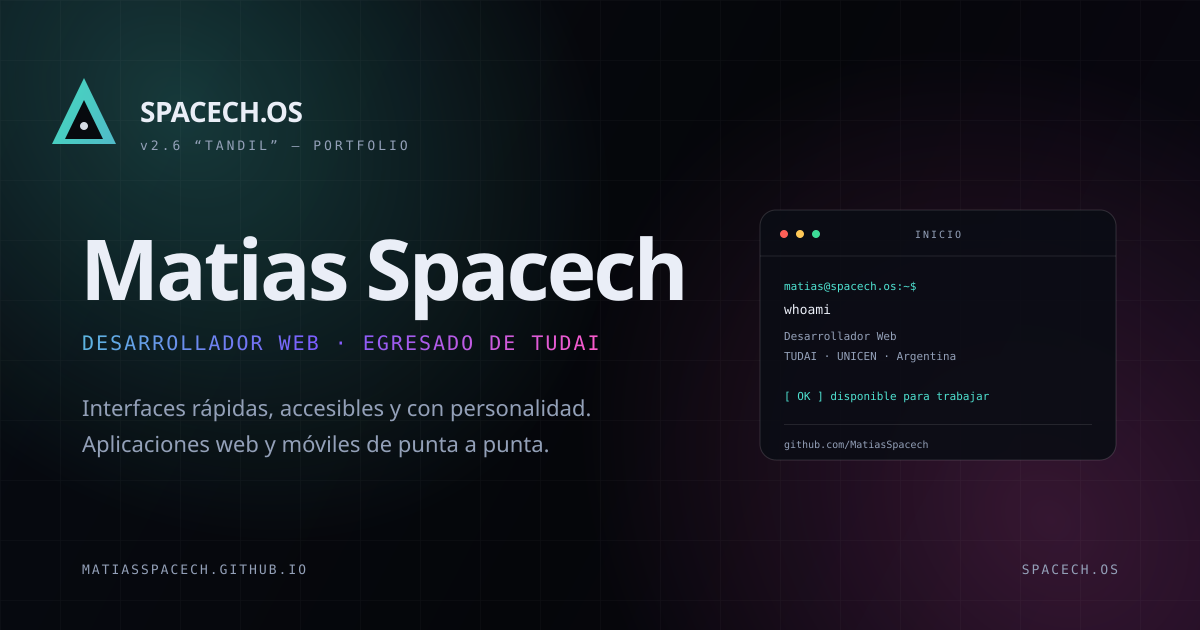 SPACECH.OS
v2.6 “TANDIL” — PORTFOLIO
Matias Spacech
DESARROLLADOR WEB · EGRESADO DE TUDAI
Interfaces rápidas, accesibles y con personalidad.
Aplicaciones web y móviles de punta a punta.
INICIO
matias@spacech.os:~$
whoami
Desarrollador Web
TUDAI · UNICEN · Argentina
[ OK ] disponible para trabajar
github.com/MatiasSpacech
MATIASSPACECH.GITHUB.IO
SPACECH.OS